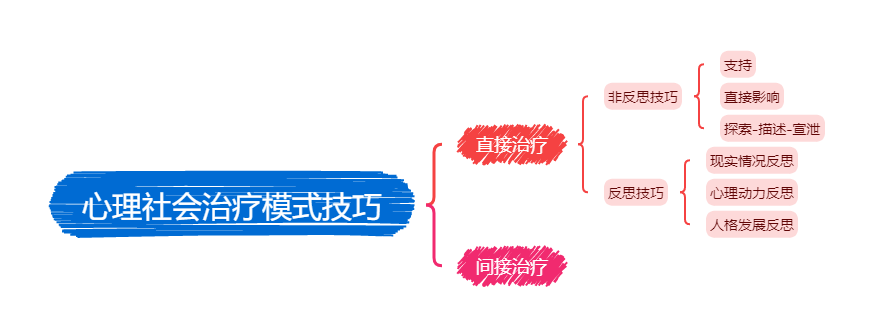 心理社会治疗模式技巧
直接治疗
非反思技巧
支持
直接影响
探索-描述-宣泄
反思技巧
现实情况反思
心理动力反思
人格发展反思
间接治疗